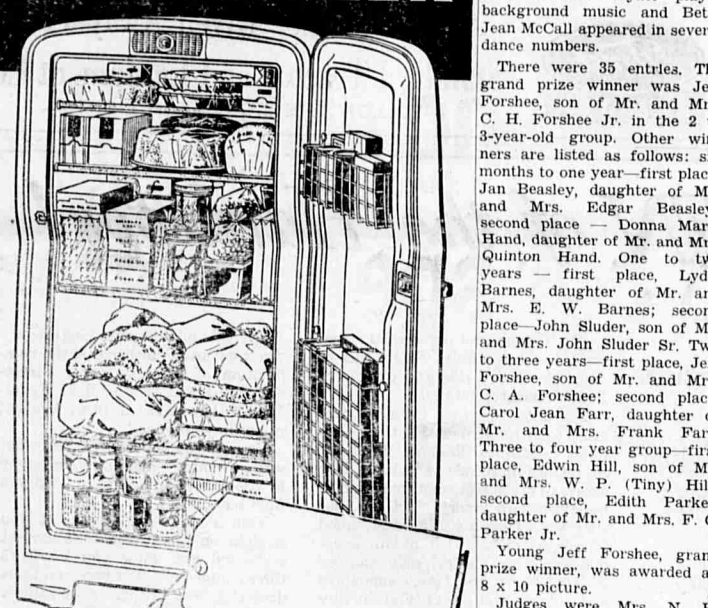 background music and Bet
Jean McCall appeared in sever
dance numbers.
There were 35 entries. Th
grand prize winner was Je
Forshee, son of Mr. and Mr
C. H. Forshee Jr. in the 2
3-year-old group. Other win
ners are listed as follows: si
months to one year—first plac
Jan Beasley, daughter of M
and Mrs. Edgar Beasley
second place — Donna Mar
Hand, daughter of Mr. and Mr
Quinton Hand. One to tw
years — first place, Lyd
Barnes, daughter of Mr. an
Mrs. E. W. Barnes; secon
place—John Sluder, son of M
and Mrs. John Sluder Sr. Tw
to three years—first place, Je
Forshee, son of Mr. and Mr
C. A. Forshee; second plac
Carol Jean Farr, daughter o
Mr. and Mrs. Frank Far
Three to four year group—firs
place, Edwin Hill, son of M
and Mrs. W. P. (Tiny) Hil
second place, Edith Parke
daughter of Mr. and Mrs. F. C
Parker Jr.
Young Jeff Forshee, gran
prize winner, was awarded a
8 x 10 picture.
Judges were Mrs. N.